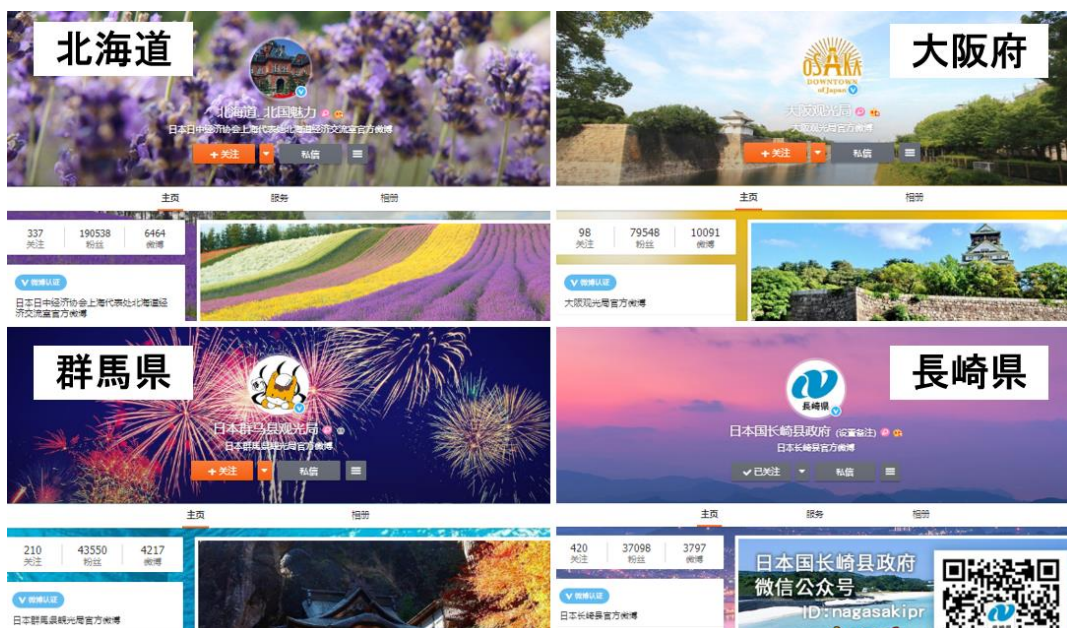 北海道
北海道_北国魅力
日本日中经济协会上海代表处北海道经济交流室官方微博
+关注
私信
主页
服务
相册
337
190538
6464
关注
粉丝
微博
V 微博认证
日本日中经济协会上海代表处北海道经
济交流室官方微博
大阪府
OSAKA
DOWNTOWN
of Japan
大阪观光局
大阪观光局官方微博
+关注
私信
主页
相册
98
79548
10091
关注
粉丝
微博
V 微博认证
大阪观光局官方微博
群馬県
日本群马县观光局
日本群馬県観光局官方微博
+关注
私信
主页
相册
210
43550
4217
关注
粉丝
微博
V 微博认证
日本群馬県観光局官方微博
長崎県
長崎県
日本国长崎县政府 (设置备注)
日本长崎县官方微博
已关注
私信
主页
服务
相册
420
37098
3797
关注
粉丝
微博
V 微博认证
日本长崎县官方微博
日本国长崎县政府
微信公众号
ID:nagasakipr
長崎県